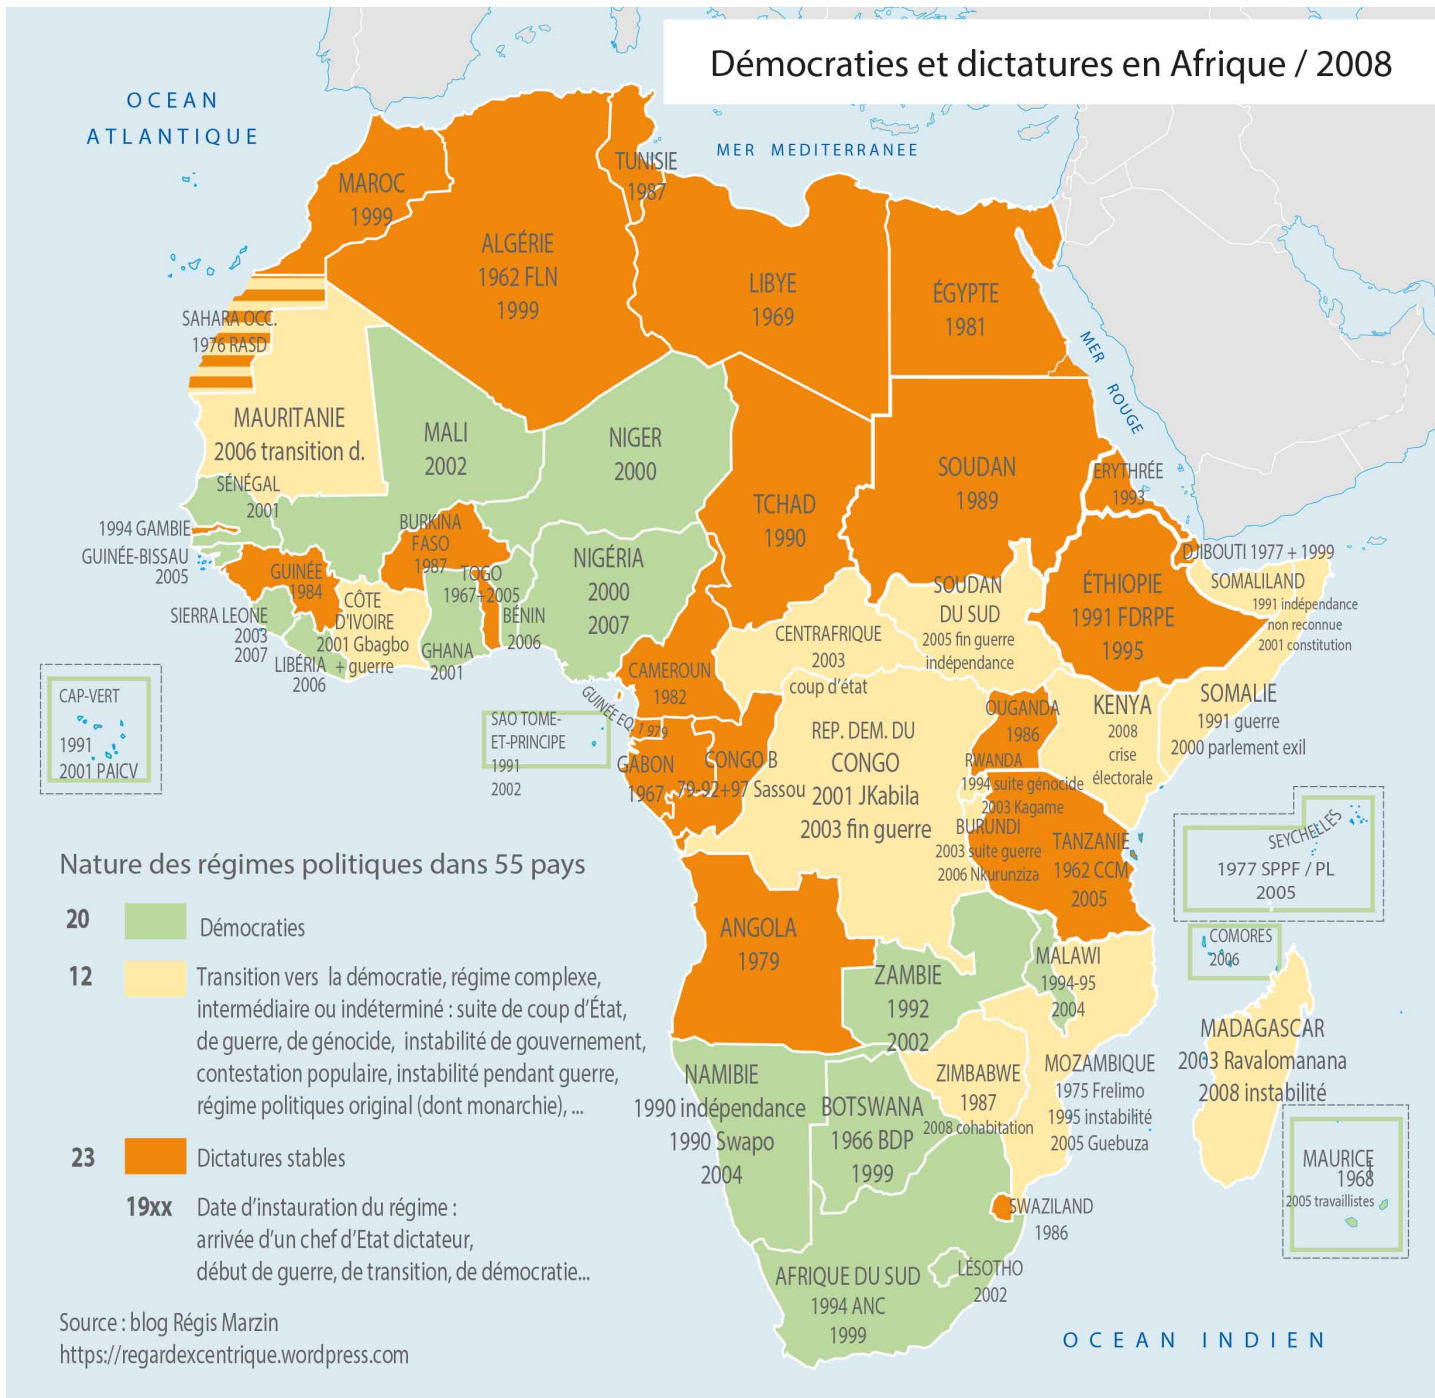 Démocraties et dictatures en Afrique / 2008
OCEAN
ATLANTIQUE
MER MEDITERRANEE
MAROC
1999
TUNISIE
1987
ALGÉRIE
1962 FLN
1999
LIBYE
1969
ÉGYPTE
1981
MER
ROUGE
SAHARA OCC.
1976 RASD
MAURITANIE
2006 transition d.
MALI
2002
NIGER
2000
TCHAD
1990
SOUDAN
1989
ERYTHRÉE
1993
SÉNÉGAL
2001
1994 GAMBIE
GUINÉE-BISSAU
2005
GUINÉE
1984
BURKINA
FASO
1987
TOGO
1967+2005
NIGÉRIA
2000
2007
DJIBOUTI 1977 + 1999
SOMALILAND
1991 indépendance
non reconnue
2001 constitution
ÉTHIOPIE
1991 FDRPE
1995
SOUDAN
DU SUD
2005 fin guerre
indépendance
SIERRA LEONE
2003
2007
CÔTE
D'IVOIRE
2001 Gbagbo
+ guerre
LIBÉRIA
2006
GHANA
2001
BÉNIN
2006
CENTRAFRIQUE
2003
coup d'état
CAMEROUN
1982
GUINÉE EQ. 1979
CAP-VERT
1991
2001 PAICV
SAO TOME-
ET-PRINCIPE
1991
2002
GABON
1967
CONGO B
79-92+97 Sassou
REP. DEM. DU
CONGO
2001 JKabila
2003 fin guerre
OUGANDA
1986
KENYA
2008
crise
électorale
SOMALIE
1991 guerre
2000 parlement exil
RWANDA
1994 suite génocide
2003 Kagame
BURUNDI
2003 suite guerre
2006 Nkurunziza
TANZANIE
1962 CCM
2005
SEYCHELLES
1977 SPPF / PL
2005
COMORES
2006
ANGOLA
1979
ZAMBIE
1992
2002
MALAWI
1994-95
2004
MADAGASCAR
2003 Ravalomanana
2008 instabilité
MOZAMBIQUE
1975 Frelimo
1995 instabilité
2005 Guebuza
ZIMBABWE
1987
2008 cohabitation
NAMIBIE
1990 indépendance
1990 Swapo
2004
BOTSWANA
1966 BDP
1999
MAURICE
1968
2005 travaillistes
SWAZILAND
1986
LÉSOTHO
2002
AFRIQUE DU SUD
1994 ANC
1999
OCEAN INDIEN
Nature des régimes politiques dans 55 pays
20 Démocraties
12 Transition vers la démocratie, régime complexe,
intermédiaire ou indéterminé : suite de coup d'État,
de guerre, de génocide, instabilité de gouvernement,
contestation populaire, instabilité pendant guerre,
régime politiques original (dont monarchie), ...
23 Dictatures stables
19xx Date d'instauration du régime :
arrivée d'un chef d'Etat dictateur,
début de guerre, de transition, de démocratie...
Source : blog Régis Marzin
https://regardexcentrique.wordpress.com